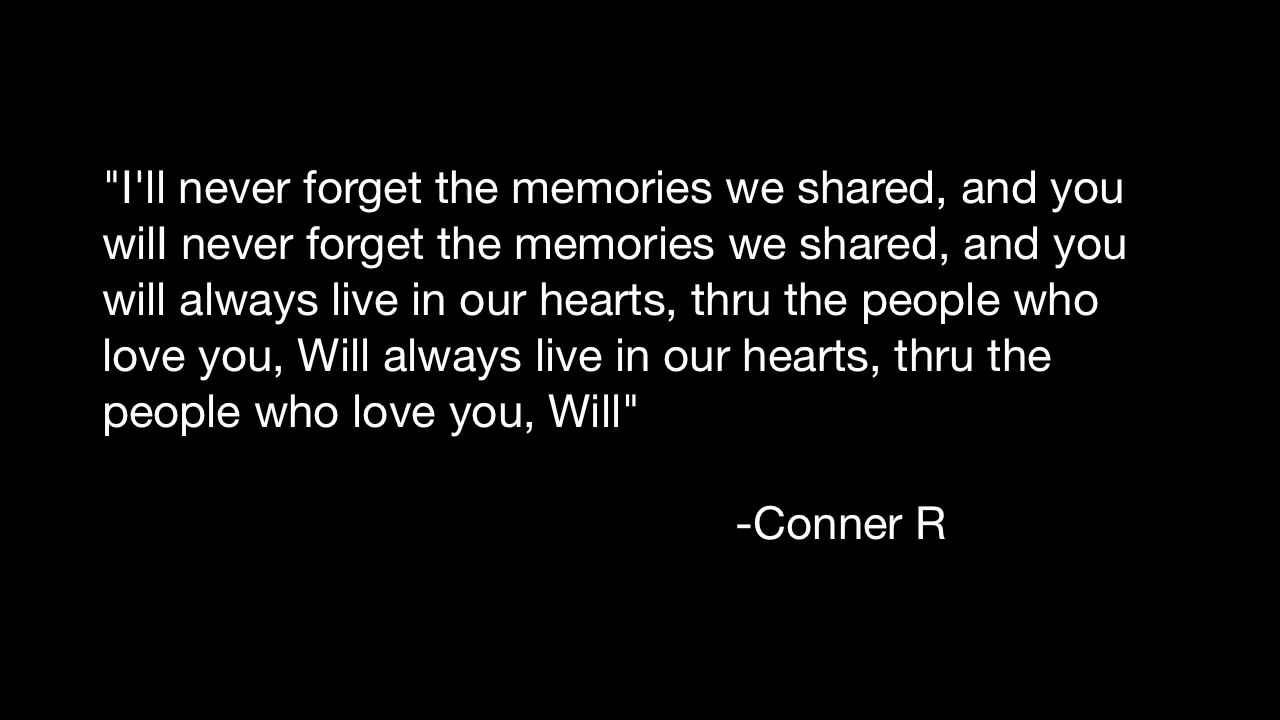 "I'll never forget the memories we shared, and you
will never forget the memories we shared, and you
will always live in our hearts, thru the people who
love you, Will always live in our hearts, thru the
people who love you, Will"
-Conner R